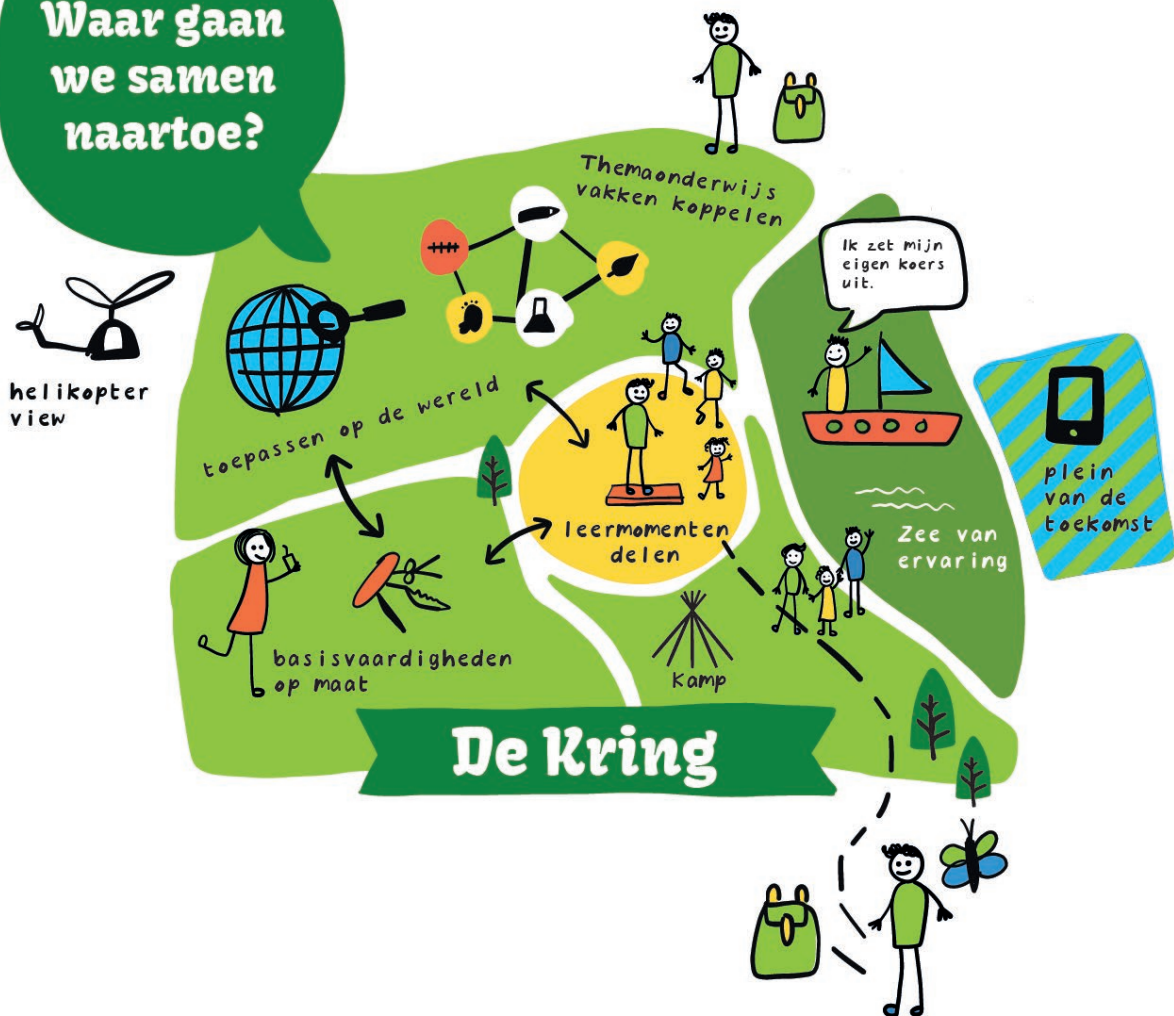 Waar gaan
we samen
naartoe?
Themaonderwijs
vakken koppelen
Ik zet mijn
eigen koers
uit.
helikopter
view
toepassen op de wereld
plein
van de
toekomst
leermomenten
delen
Zee van
ervaring
basisvaardigheden
op maat
Kamp
De Kring